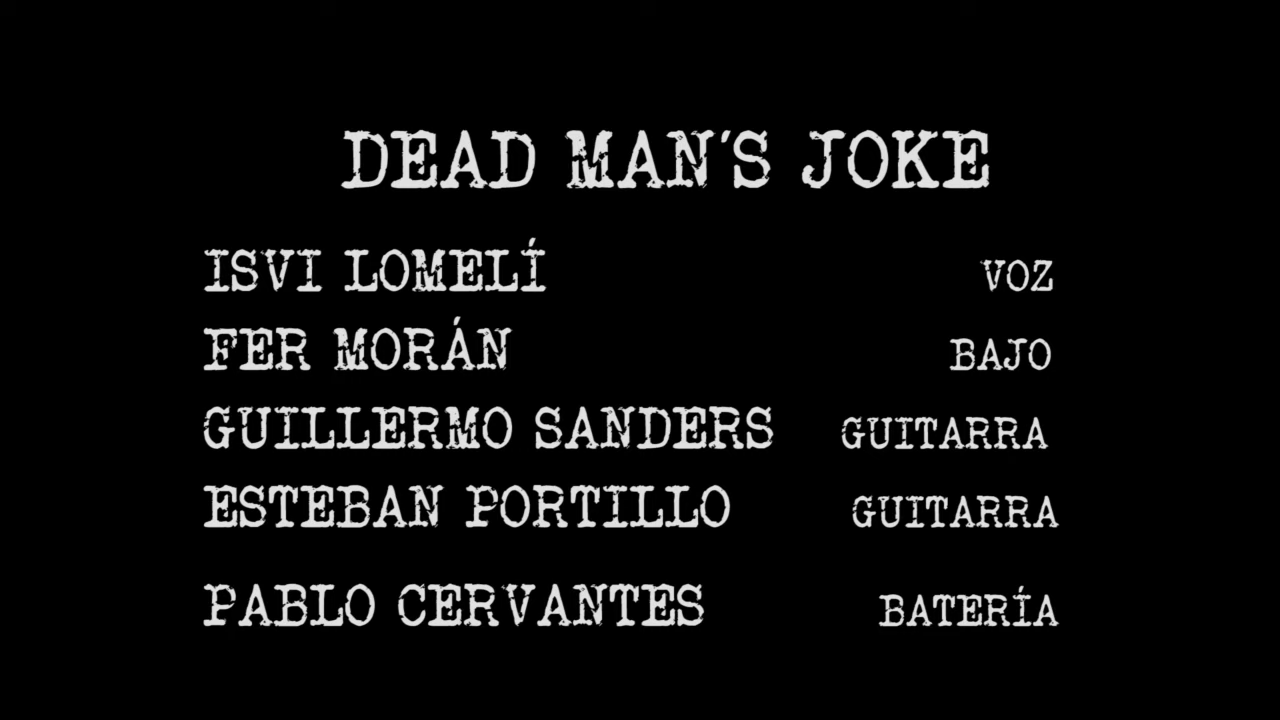 DEAD MAN'S JOKE
ISVI LOMELÍ VOZ
FER MORÁN BAJO
GUILLERMO SANDERS GUITARRA
ESTEBAN PORTILLO GUITARRA
PABLO CERVANTES BATERÍA